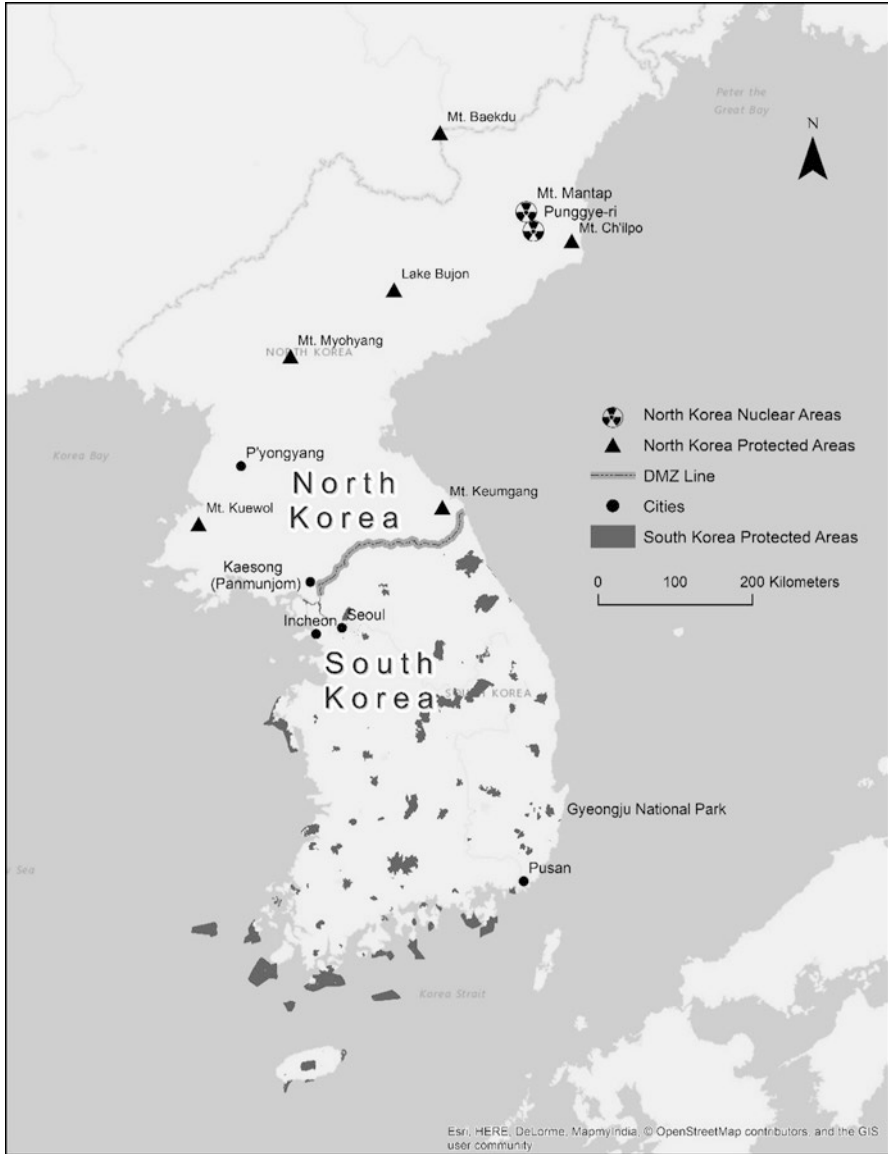 Peter the
Great Bay
N
Mt. Baekdu
Mt. Mantap
Punggye-ri
Mt. Ch'ilpo
Lake Bujon
Mt. Myohyang
NORTH KOREA
Korea Bay
P'yongyang
North
Korea
Mt. Keumgang
Mt. Kuewol
Kaesong
(Panmunjom)
Incheon
Seoul
South
Korea
SOUTH KOREA
North Korea Nuclear Areas
North Korea Protected Areas
DMZ Line
Cities
South Korea Protected Areas
0 100 200 Kilometers
Gyeongju National Park
Pusan
Sea
Korea Strait
Esri, HERE, DeLorme, MapmyIndia, © OpenStreetMap contributors, and the GIS
user community